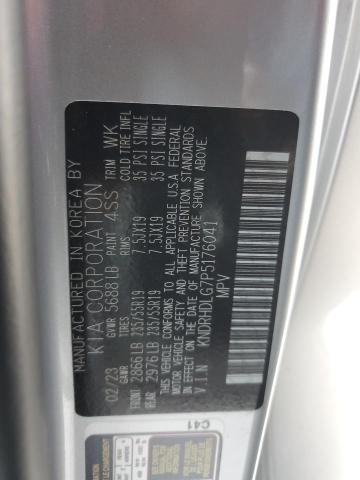 MANUFACTURED IN KOREA BY
KIA CORPORATION
02/23 GVWR 5688LB PAINT 4SS TRIM WK
GAWR TIRES RIMS COLD TIRE INFL
FRONT 2866LB 235/55R19 7.5JX19 35 PSI SINGLE
REAR 2976LB 235/55R19 7.5JX19 35 PSI SINGLE
THIS VEHICLE CONFORMS TO ALL APPLICABLE U.S.A FEDERAL
MOTOR VEHICLE SAFETY AND THEFT PREVENTION STANDARDS
IN EFFECT ON THE DATE OF MANUFACTURE SHOWN ABOVE.
V.I.N KNDRHDLG7P5176041
MPV
C41